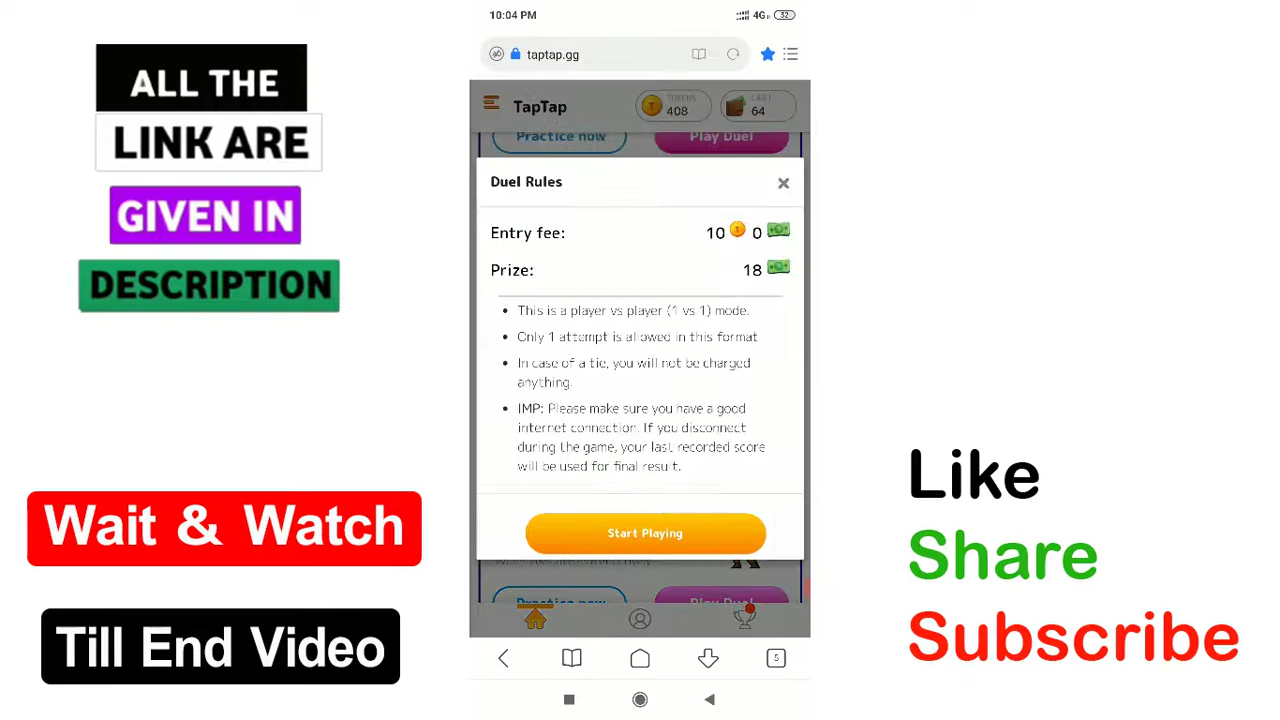 ALL THE
LINK ARE
GIVEN IN
DESCRIPTION
Wait & Watch
Till End Video
10:04 PM
4G
32
taptap.gg
TapTap
TOKENS
408
64
Practice now
Play Duel
Duel Rules
Entry fee:
10 0
Prize:
18
• This is a player vs player (1 vs 1) mode.
• Only 1 attempt is allowed in this format
• In case of a tie, you will not be charged
anything.
• IMP: Please make sure you have a good
internet connection. If you disconnect
during the game, your last recorded score
will be used for final result.
Start Playing
Practice now
Play Duel
5
Like
Share
Subscribe